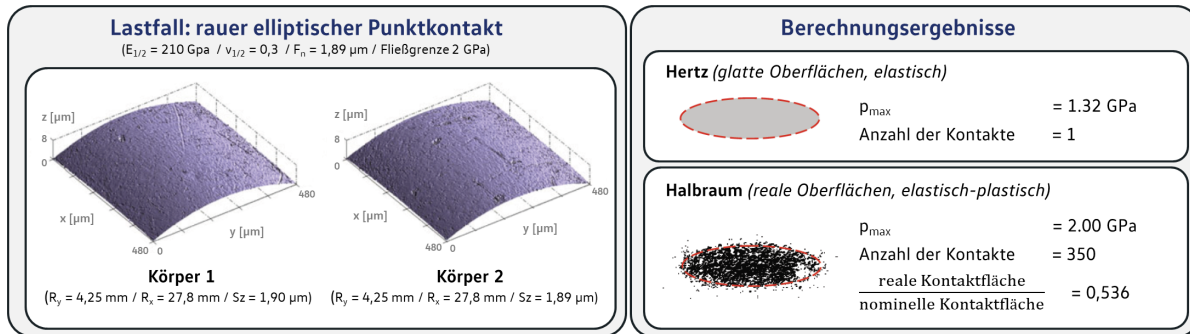 Lastfall: rauer elliptischer Punktkontakt
(E1/2 = 210 Gpa / ν1/2 = 0,3 / Fn = 1,89 µm / Fließgrenze 2 GPa)
z [µm]
8
0
x [µm]
480
0
y [µm]
480
Körper 1
(Ry = 4,25 mm / Rx = 27,8 mm / Sz = 1,90 µm)
z [µm]
8
0
x [µm]
480
0
y [µm]
480
Körper 2
(Ry = 4,25 mm / Rx = 27,8 mm / Sz = 1,89 µm)
Berechnungsergebnisse
Hertz (glatte Oberflächen, elastisch)
pmax = 1.32 GPa
Anzahl der Kontakte = 1
Halbraum (reale Oberflächen, elastisch-plastisch)
pmax = 2.00 GPa
Anzahl der Kontakte = 350
reale Kontaktfläche
nominelle Kontaktfläche = 0,536